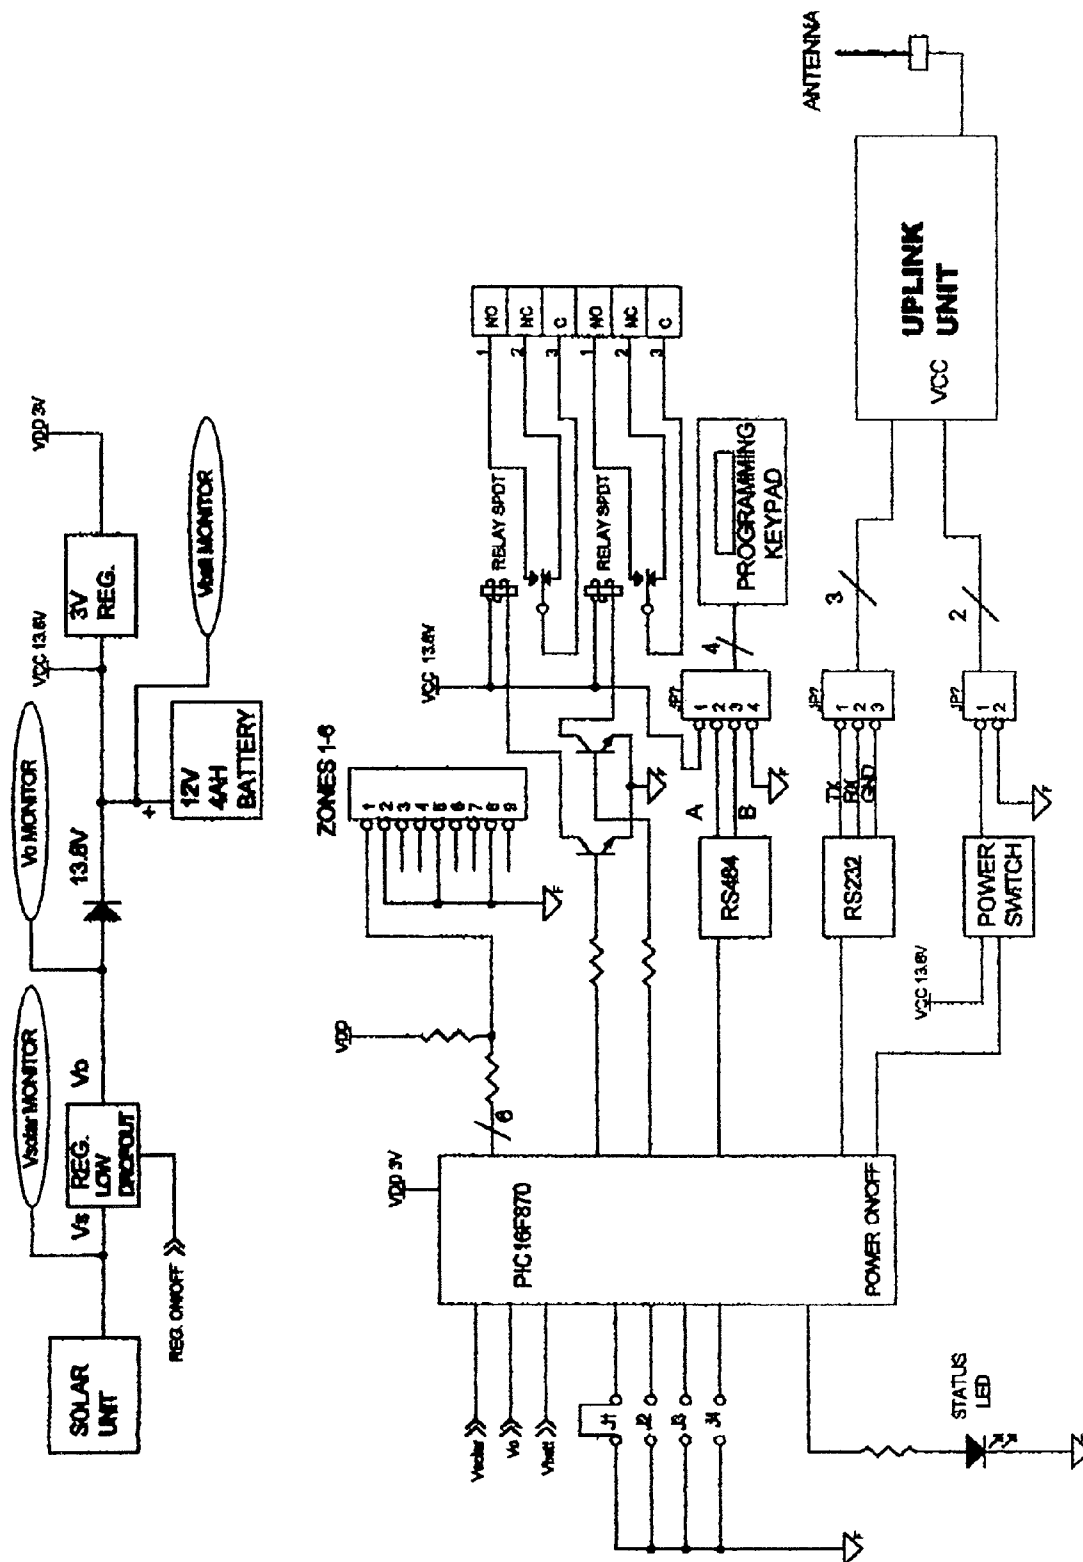 SOLAR
UNIT
Vsolar MONITOR
Vs
REG.
LOW
DROPOUT
REG. ON/OFF
Vo
Vo MONITOR
13.8V
+
12V
4AH
BATTERY
VCC 13.8V
3V
REG.
VDD 3V
Vbatt MONITOR
Vsolar
Vo
Vbatt
J1
J2
J3
J4
STATUS
LED
VDD 3V
PIC16F870
POWER ON/OFF
6
VDD
ZONES 1-6
1
2
3
4
5
6
7
8
9
VCC 13.8V
RELAY SPDT
RELAY SPDT
1
2
3
1
2
3
NO
NC
C
NO
NC
C
RS484
A
B
JP?
1
2
3
4
4
PROGRAMMING
KEYPAD
RS232
TX
RX
GND
JP?
1
2
3
3
VCC 13.8V
POWER
SWITCH
JP?
1
2
2
VCC
UPLINK
UNIT
ANTENNA